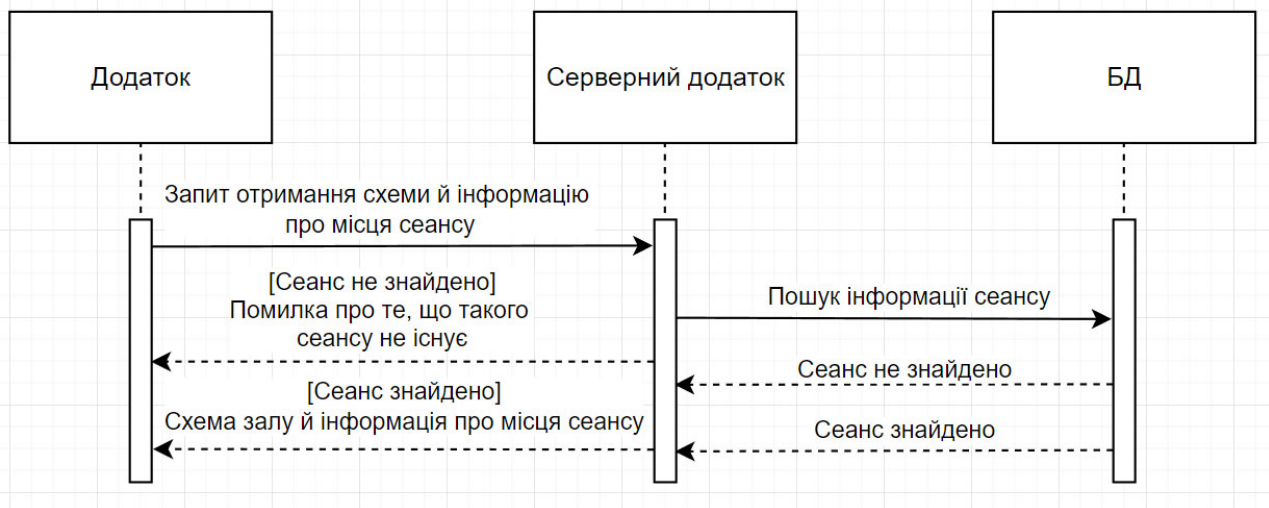 Додаток
Серверний додаток
БД
Запит отримання схеми й інформацію
про місця сеансу
[Сеанс не знайдено]
Помилка про те, що такого
сеансу не існує
Пошук інформації сеансу
Сеанс не знайдено
[Сеанс знайдено]
Схема залу й інформація про місця сеансу
Сеанс знайдено